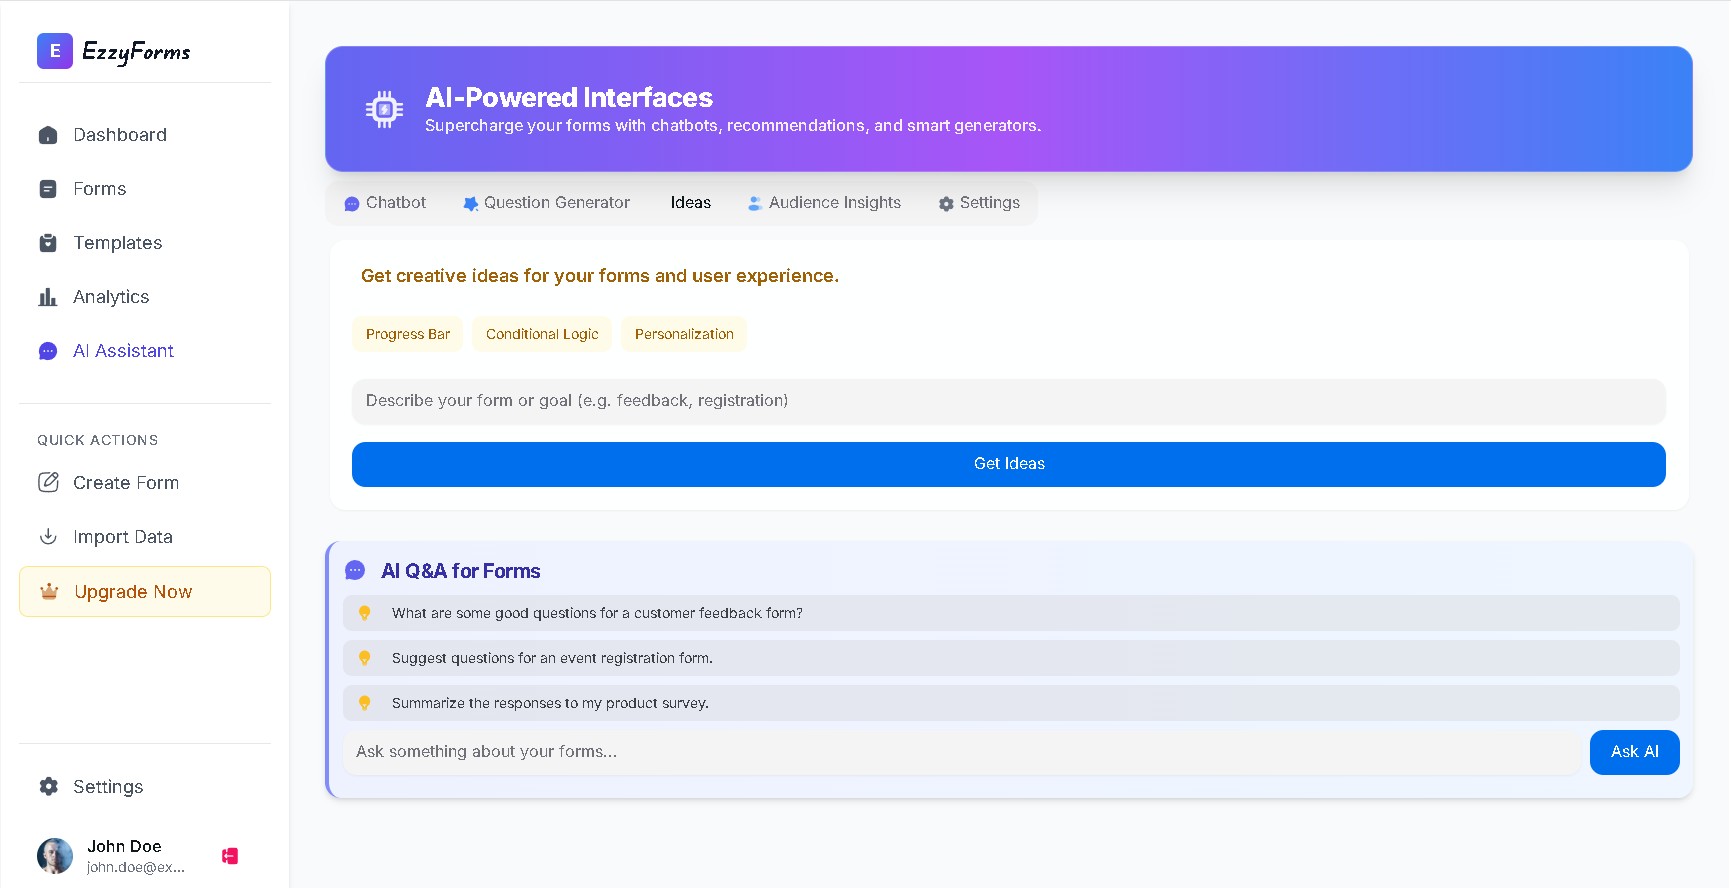 E EzzyForms
Dashboard
Forms
Templates
Analytics
AI Assistant
QUICK ACTIONS
Create Form
Import Data
Upgrade Now
Settings
John Doe
john.doe@ex...
AI-Powered Interfaces
Supercharge your forms with chatbots, recommendations, and smart generators.
Chatbot Question Generator Ideas Audience Insights Settings
Get creative ideas for your forms and user experience.
Progress Bar Conditional Logic Personalization
Describe your form or goal (e.g. feedback, registration)
Get Ideas
AI Q&A for Forms
What are some good questions for a customer feedback form?
Suggest questions for an event registration form.
Summarize the responses to my product survey.
Ask something about your forms... Ask AI